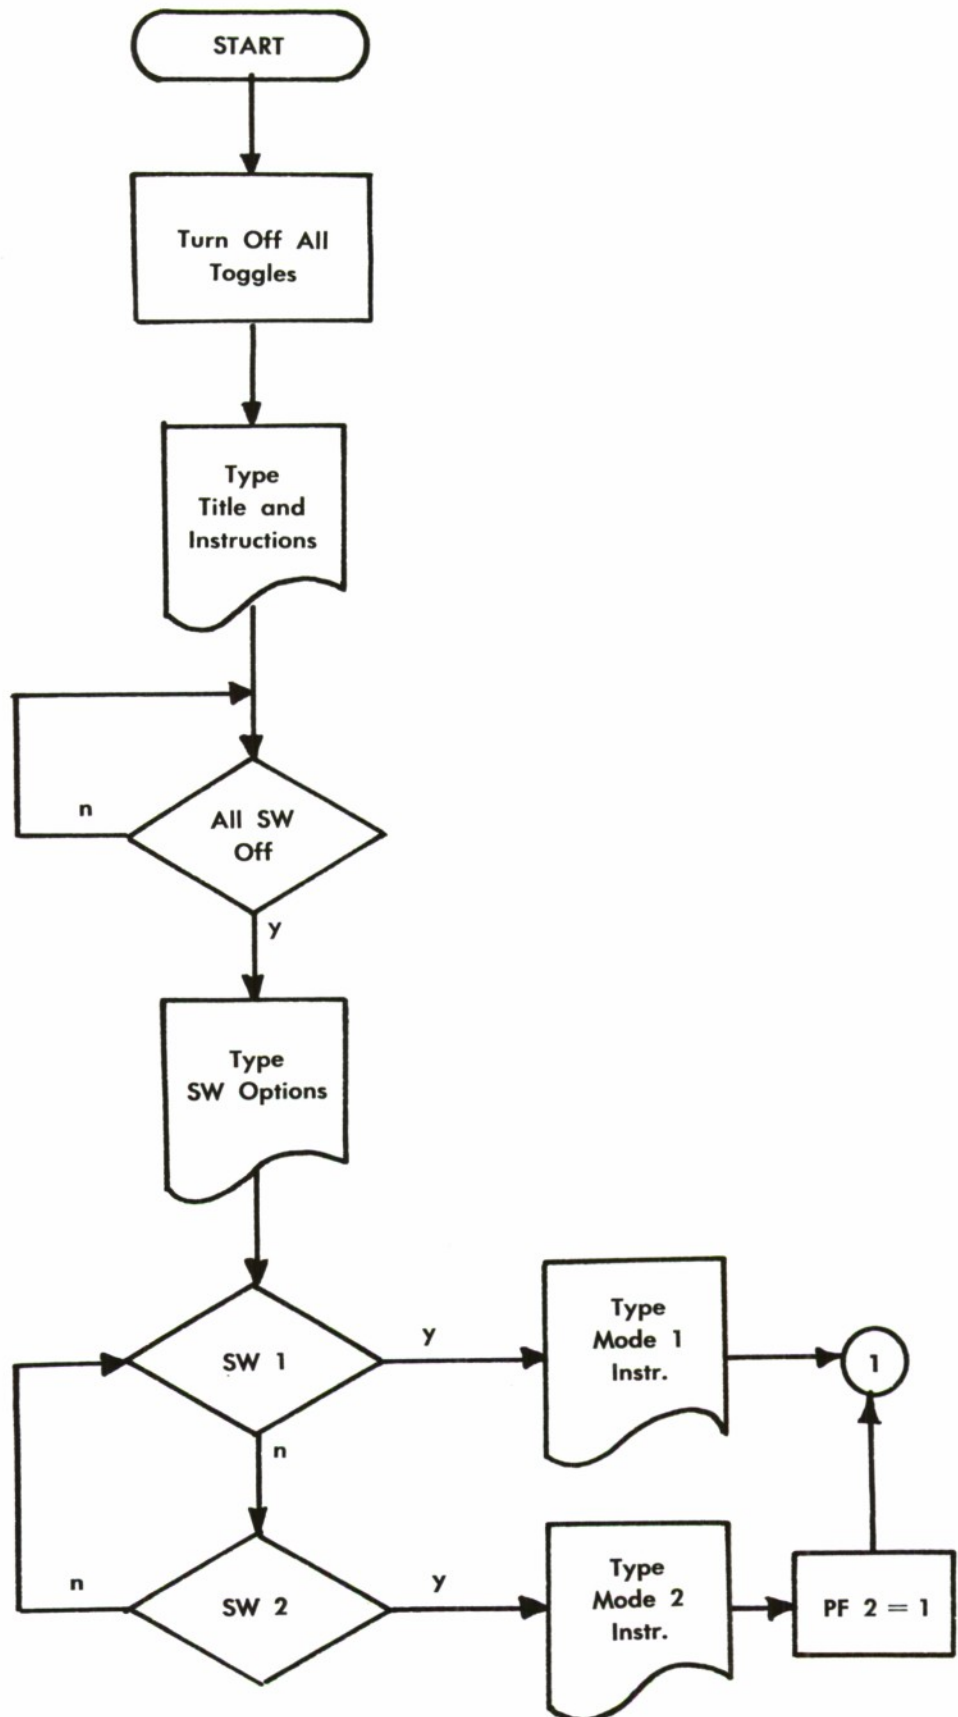 START
Turn Off All
Toggles
Type
Title and
Instructions
n
All SW
Off
y
Type
SW Options
SW 1
y
Type
Mode 1
Instr.
1
n
n
SW 2
y
Type
Mode 2
Instr.
PF 2 = 1